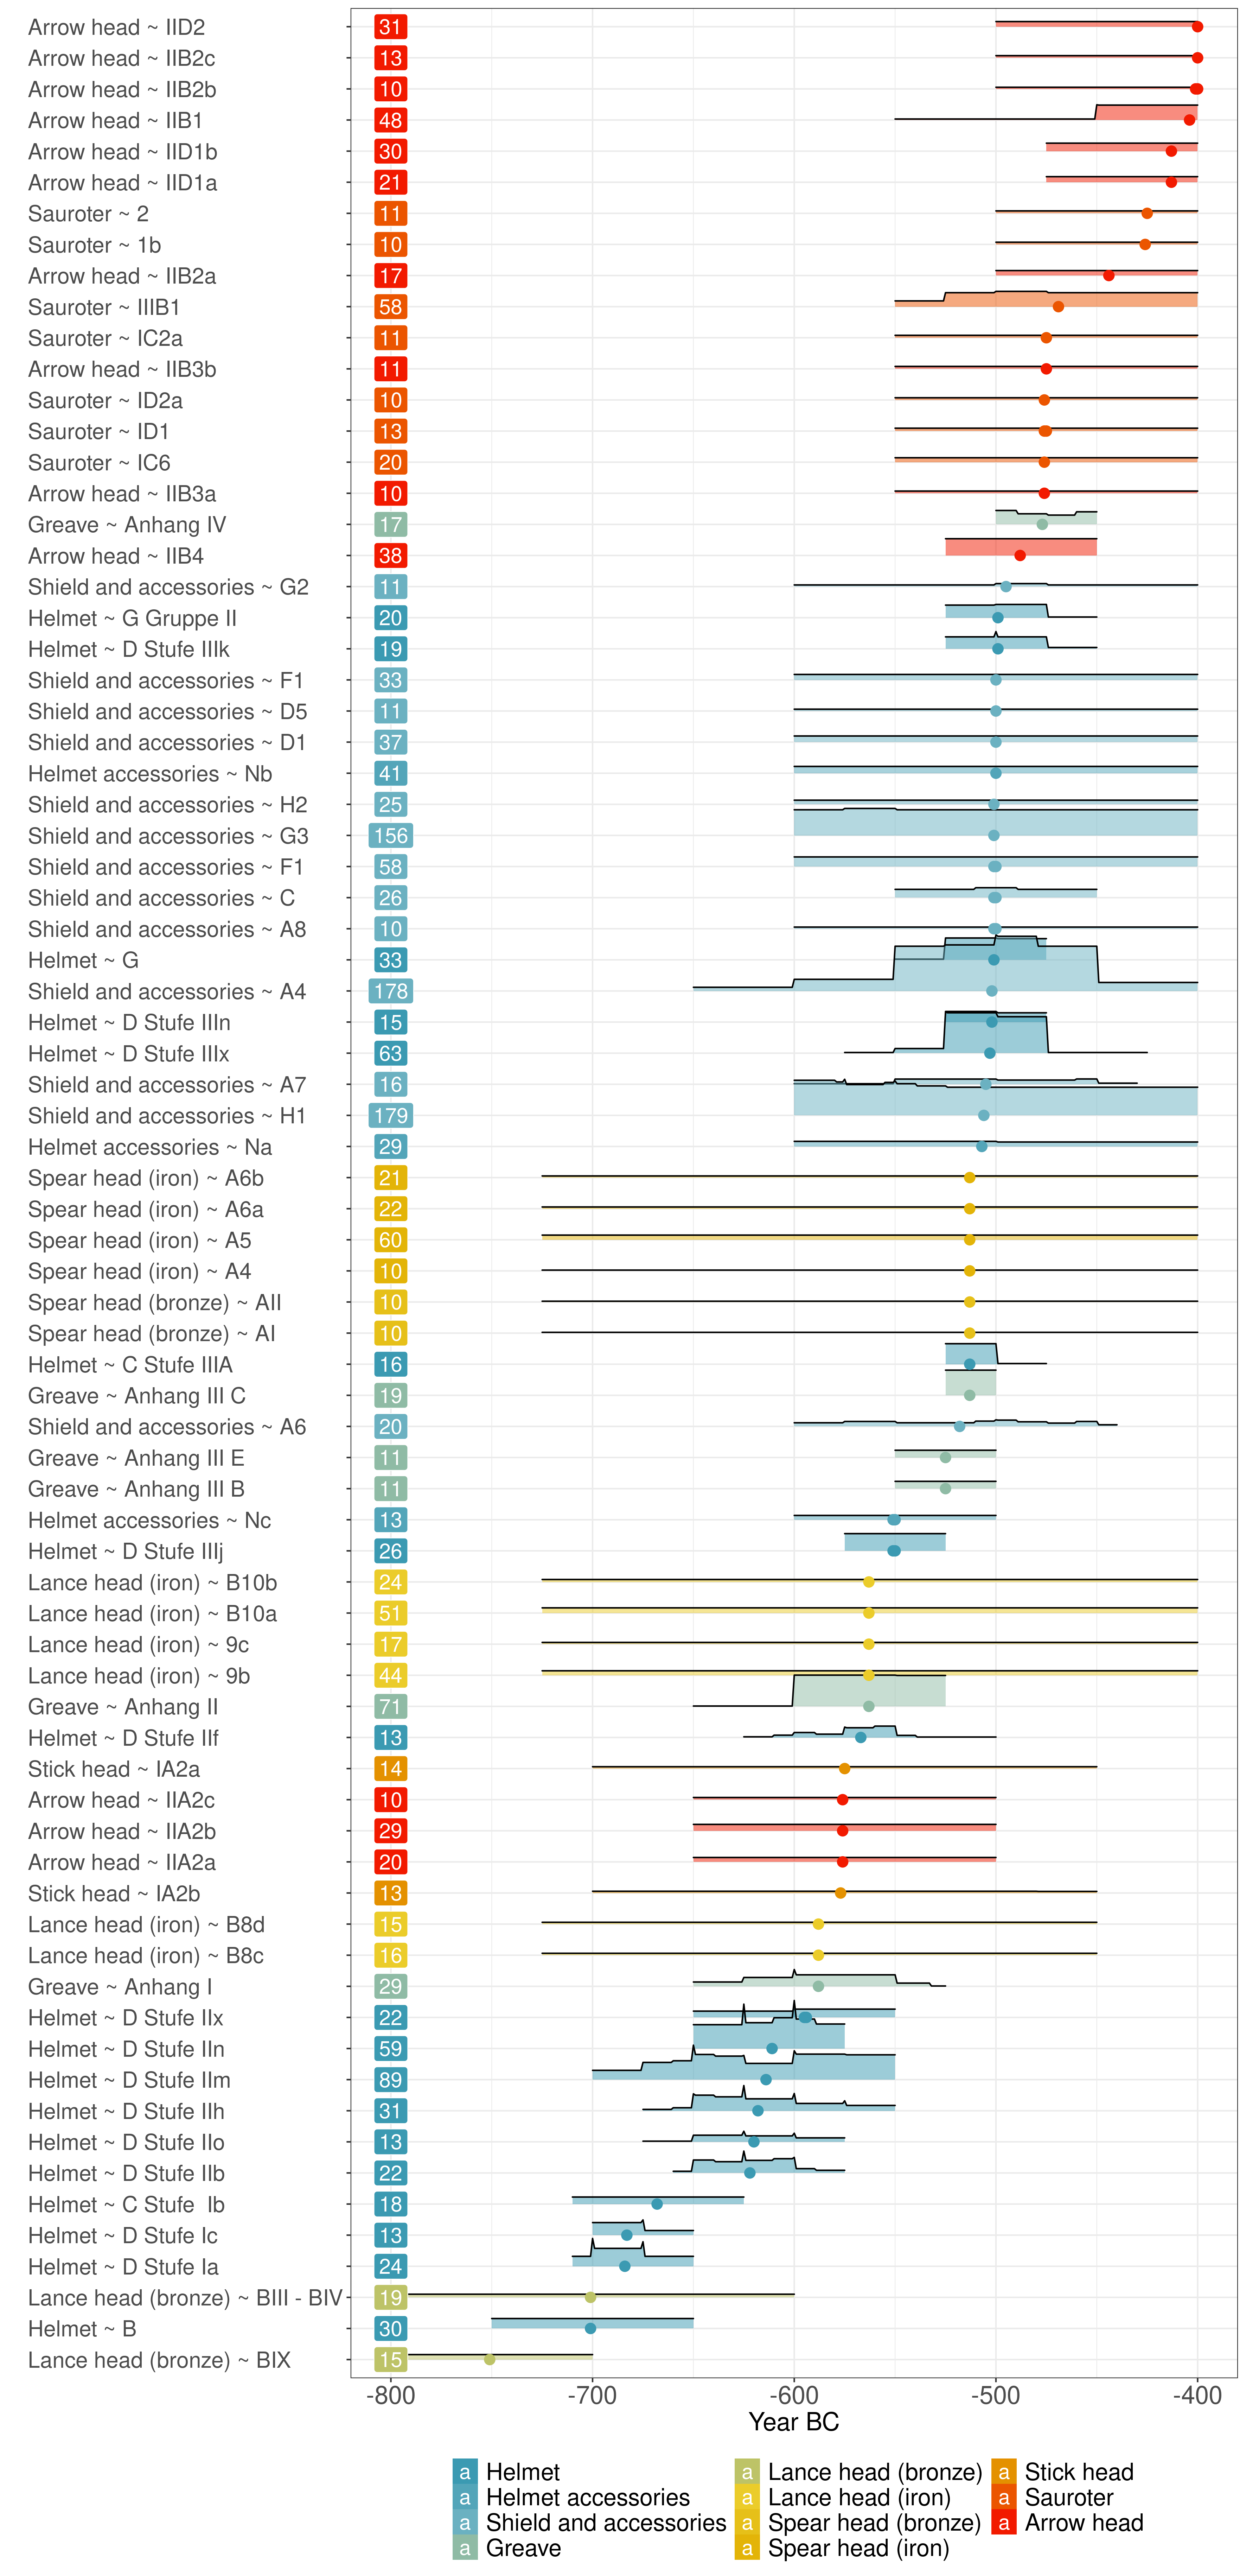 Arrow head ~ IID2 31
Arrow head ~ IIB2c 13
Arrow head ~ IIB2b 10
Arrow head ~ IIB1 48
Arrow head ~ IID1b 30
Arrow head ~ IID1a 21
Sauroter ~ 2 11
Sauroter ~ 1b 10
Arrow head ~ IIB2a 17
Sauroter ~ IIIB1 58
Sauroter ~ IC2a 11
Arrow head ~ IIB3b 11
Sauroter ~ ID2a 10
Sauroter ~ ID1 13
Sauroter ~ IC6 20
Arrow head ~ IIB3a 10
Greave ~ Anhang IV 17
Arrow head ~ IIB4 38
Shield and accessories ~ G2 11
Helmet ~ G Gruppe II 20
Helmet ~ D Stufe IIIk 19
Shield and accessories ~ F1 33
Shield and accessories ~ D5 11
Shield and accessories ~ D1 37
Helmet accessories ~ Nb 41
Shield and accessories ~ H2 25
Shield and accessories ~ G3 156
Shield and accessories ~ F1 58
Shield and accessories ~ C 26
Shield and accessories ~ A8 10
Helmet ~ G 33
Shield and accessories ~ A4 178
Helmet ~ D Stufe IIIn 15
Helmet ~ D Stufe IIIx 63
Shield and accessories ~ A7 16
Shield and accessories ~ H1 179
Helmet accessories ~ Na 29
Spear head (iron) ~ A6b 21
Spear head (iron) ~ A6a 22
Spear head (iron) ~ A5 60
Spear head (iron) ~ A4 10
Spear head (bronze) ~ AII 10
Spear head (bronze) ~ AI 10
Helmet ~ C Stufe IIIA 16
Greave ~ Anhang III C 19
Shield and accessories ~ A6 20
Greave ~ Anhang III E 11
Greave ~ Anhang III B 11
Helmet accessories ~ Nc 13
Helmet ~ D Stufe IIIj 26
Lance head (iron) ~ B10b 24
Lance head (iron) ~ B10a 51
Lance head (iron) ~ 9c 17
Lance head (iron) ~ 9b 44
Greave ~ Anhang II 71
Helmet ~ D Stufe IIf 13
Stick head ~ IA2a 14
Arrow head ~ IIA2c 10
Arrow head ~ IIA2b 29
Arrow head ~ IIA2a 20
Stick head ~ IA2b 13
Lance head (iron) ~ B8d 15
Lance head (iron) ~ B8c 16
Greave ~ Anhang I 29
Helmet ~ D Stufe IIx 22
Helmet ~ D Stufe IIn 59
Helmet ~ D Stufe IIm 89
Helmet ~ D Stufe IIh 31
Helmet ~ D Stufe IIo 13
Helmet ~ D Stufe IIb 22
Helmet ~ C Stufe Ib 18
Helmet ~ D Stufe Ic 13
Helmet ~ D Stufe Ia 24
Lance head (bronze) ~ BIII - BIV 19
Helmet ~ B 30
Lance head (bronze) ~ BIX 15
-800 -700 -600 -500 -400
Year BC
a Helmet a Lance head (bronze) a Stick head
a Helmet accessories a Lance head (iron) a Sauroter
a Shield and accessories a Spear head (bronze) a Arrow head
a Greave a Spear head (iron)